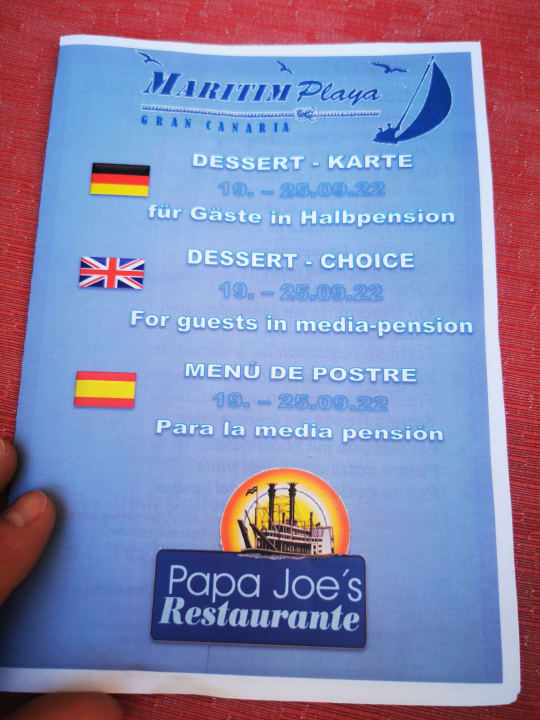 MARITIM Playa
GRAN CANARIA
DESSERT - KARTE
19. – 25.09.22
für Gäste in Halbpension
DESSERT - CHOICE
19. – 25.09.22
For guests in media-pension
MENÚ DE POSTRE
19. – 25.09.22
Para la media pensión
Papa Joe's
Restaurante